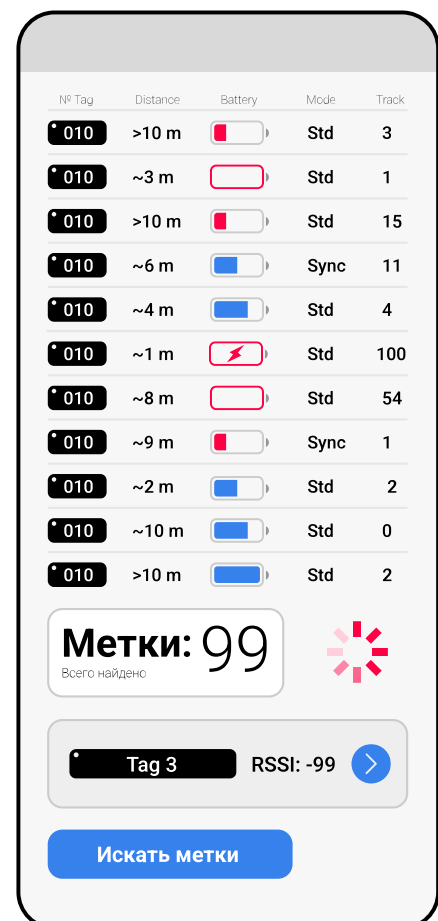 № Tag Distance Battery Mode Track
010 >10 m Std 3
010 ~3 m Std 1
010 >10 m Std 15
010 ~6 m Sync 11
010 ~4 m Std 4
010 ~1 m Std 100
010 ~8 m Std 54
010 ~9 m Sync 1
010 ~2 m Std 2
010 ~10 m Std 0
010 >10 m Std 2
Метки: 99
Всего найдено
Tag 3 RSSI: -99
Искать метки